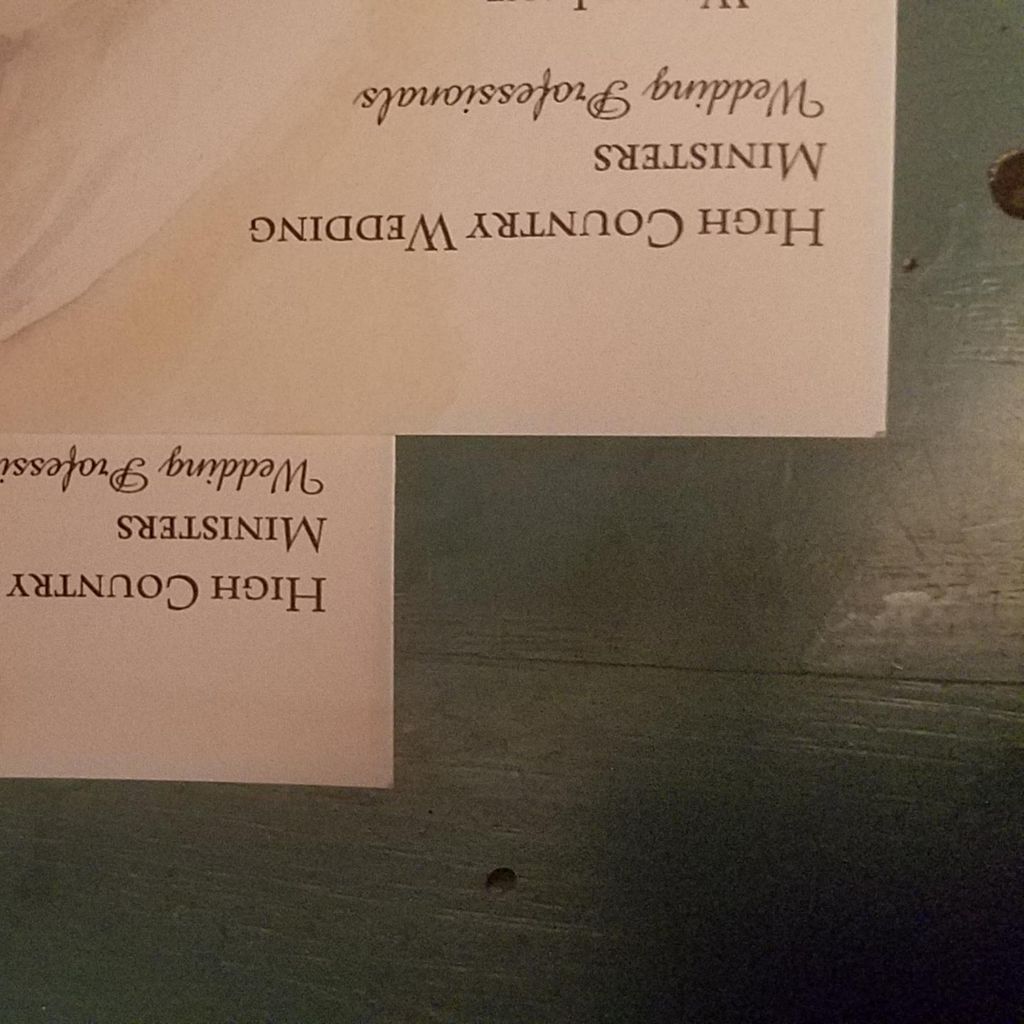 High Country Wedding
Ministers
Wedding Professionals
High Country
Ministers
Wedding